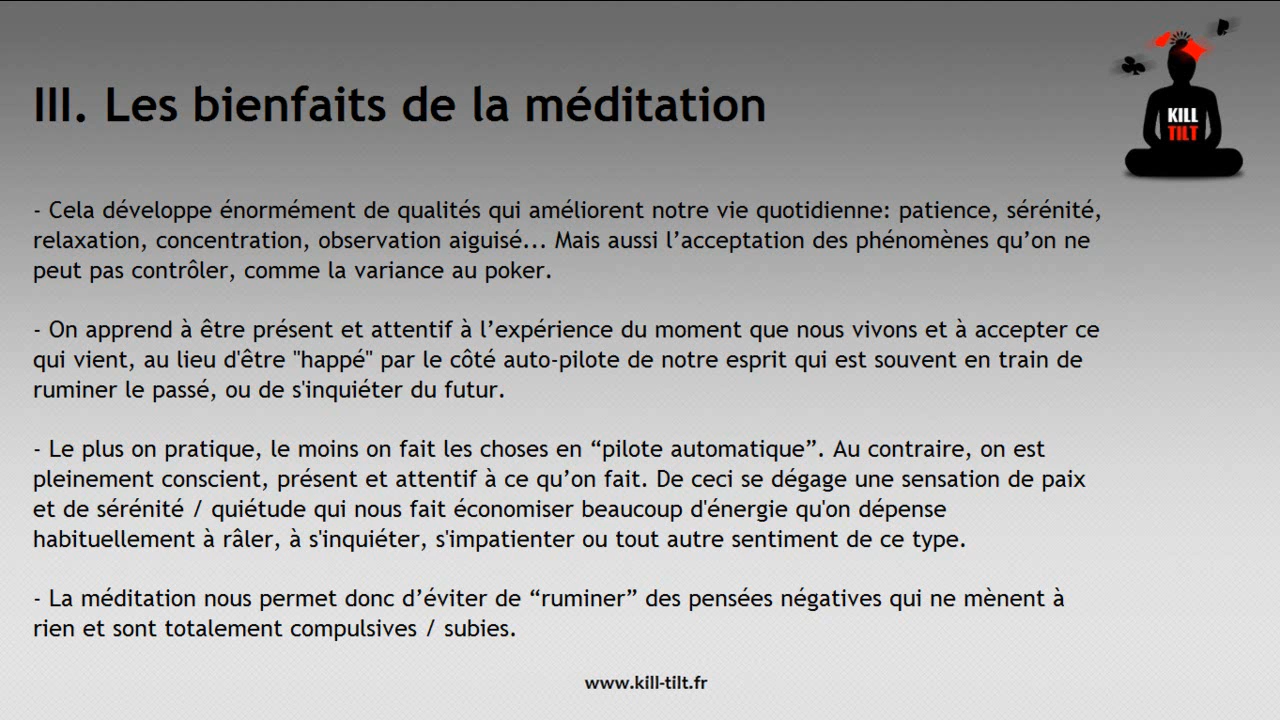 III. Les bienfaits de la méditation
KILL
TILT
- Cela développe énormément de qualités qui améliorent notre vie quotidienne: patience, sérénité,
relaxation, concentration, observation aiguisé... Mais aussi l’acceptation des phénomènes qu’on ne
peut pas contrôler, comme la variance au poker.
- On apprend à être présent et attentif à l’expérience du moment que nous vivons et à accepter ce
qui vient, au lieu d'être "happé" par le côté auto-pilote de notre esprit qui est souvent en train de
ruminer le passé, ou de s'inquiéter du futur.
- Le plus on pratique, le moins on fait les choses en “pilote automatique”. Au contraire, on est
pleinement conscient, présent et attentif à ce qu’on fait. De ceci se dégage une sensation de paix
et de sérénité / quiétude qui nous fait économiser beaucoup d'énergie qu'on dépense
habituellement à râler, à s'inquiéter, s'impatienter ou tout autre sentiment de ce type.
- La méditation nous permet donc d’éviter de “ruminer” des pensées négatives qui ne mènent à
rien et sont totalement compulsives / subies.
www.kill-tilt.fr